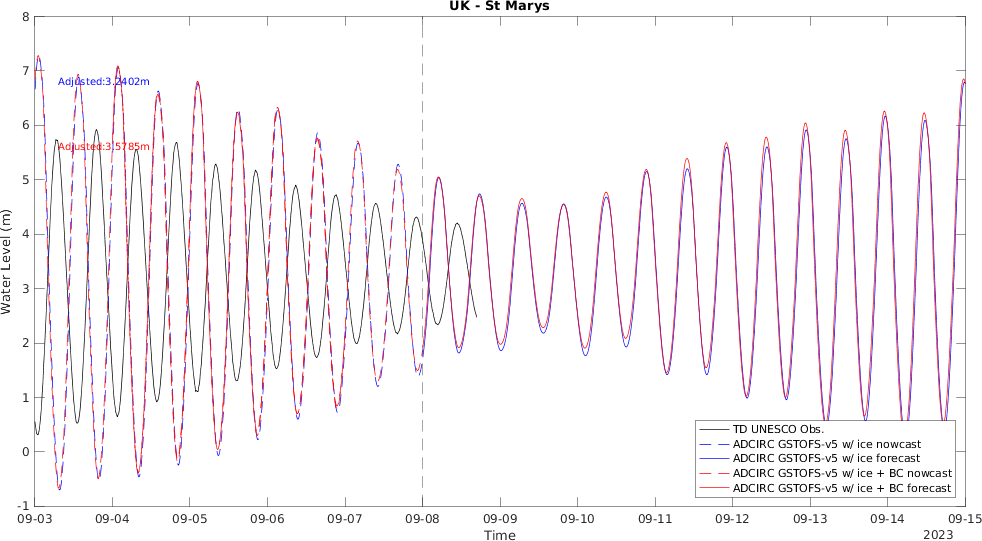 UK - St Marys
8
7
6
5
4
3
2
1
0
-1
Water Level (m)
Adjusted:3.2402m
Adjusted:3.5785m
TD UNESCO Obs.
ADCIRC GSTOFS-v5 w/ ice nowcast
ADCIRC GSTOFS-v5 w/ ice forecast
ADCIRC GSTOFS-v5 w/ ice + BC nowcast
ADCIRC GSTOFS-v5 w/ ice + BC forecast
09-03 09-04 09-05 09-06 09-07 09-08 09-09 09-10 09-11 09-12 09-13 09-14 09-15
Time
2023